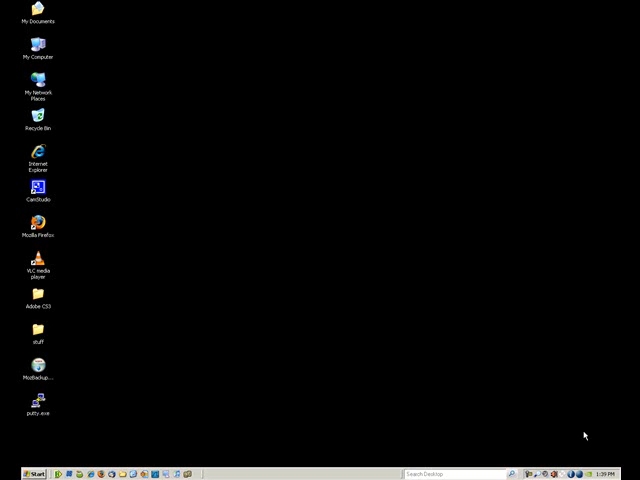 My Documents
My Computer
My Network
Places
Recycle Bin
Internet
Explorer
CamStudio
Mozilla Firefox
VLC media
player
Adobe CS3
stuff
MozBackup...
putty.exe
Start
Search Desktop
1:39 PM